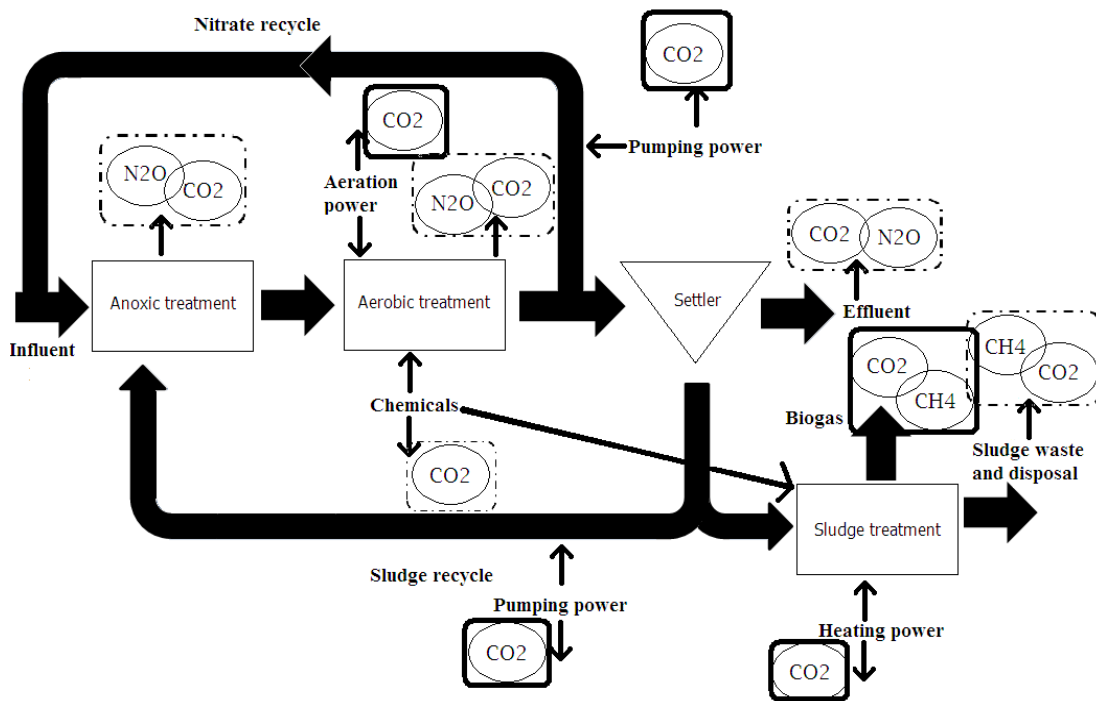 Nitrate recycle
CO2
CO2
Pumping power
N2O
CO2
Aeration
power
N2O
CO2
CO2
N2O
Anoxic treatment
Aerobic treatment
Settler
Effluent
Influent
CH4
CO2
CO2
CH4
Chemicals
Biogas
Sludge waste
and disposal
CO2
Sludge treatment
Sludge recycle
Pumping power
CO2
Heating power
CO2